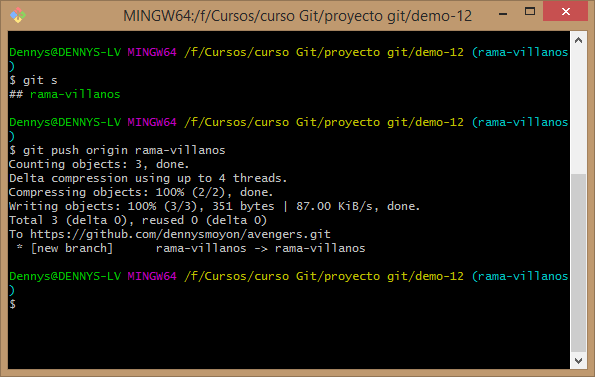 MINGW64:/f/Cursos/curso Git/proyecto git/demo-12
Dennys@DENNYS-LV MINGW64 /f/Cursos/curso Git/proyecto git/demo-12 (rama-villanos
)
$ git s
## rama-villanos
Dennys@DENNYS-LV MINGW64 /f/Cursos/curso Git/proyecto git/demo-12 (rama-villanos
)
$ git push origin rama-villanos
Counting objects: 3, done.
Delta compression using up to 4 threads.
Compressing objects: 100% (2/2), done.
Writing objects: 100% (3/3), 351 bytes | 87.00 KiB/s, done.
Total 3 (delta 0), reused 0 (delta 0)
To https://github.com/dennysmoyon/avengers.git
 * [new branch]      rama-villanos -> rama-villanos
Dennys@DENNYS-LV MINGW64 /f/Cursos/curso Git/proyecto git/demo-12 (rama-villanos
)
$